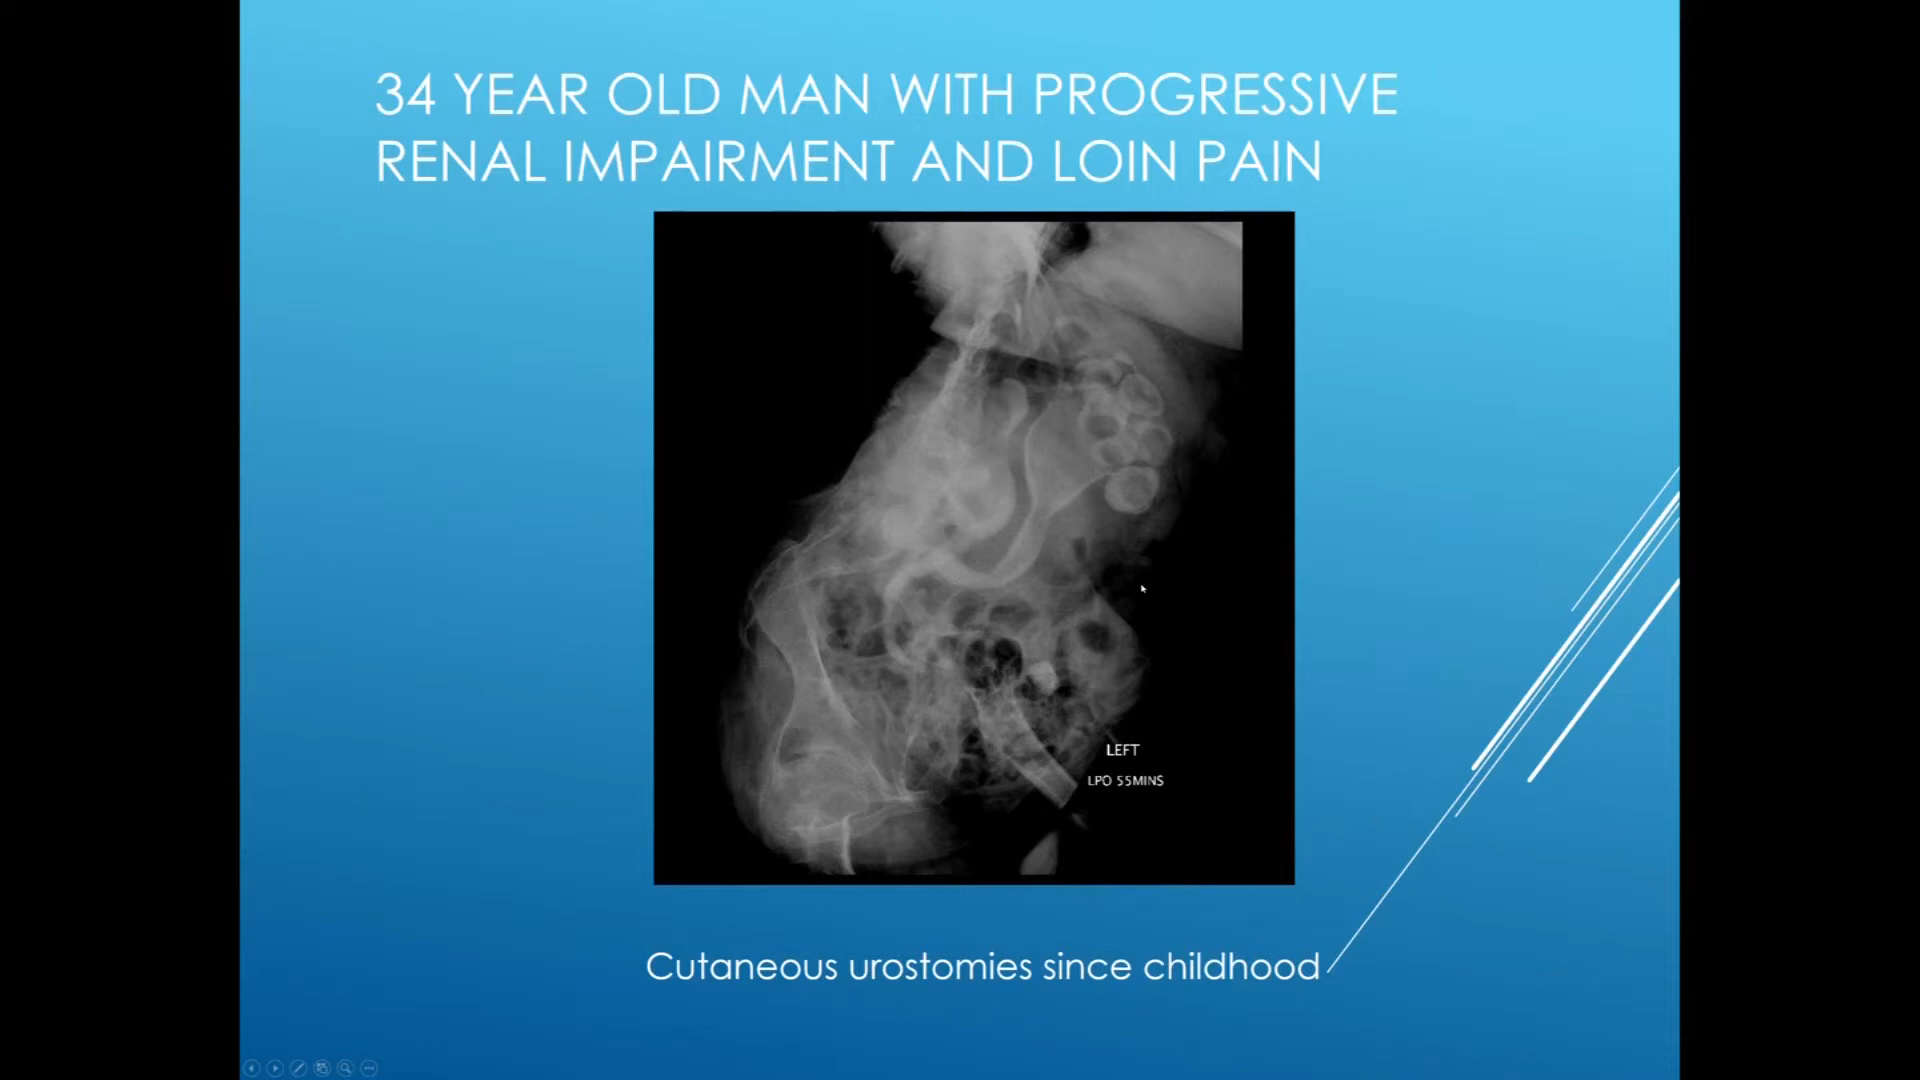 34 YEAR OLD MAN WITH PROGRESSIVE
RENAL IMPAIRMENT AND LOIN PAIN
LEFT
LPO 55MINS
Cutaneous urostomies since childhood